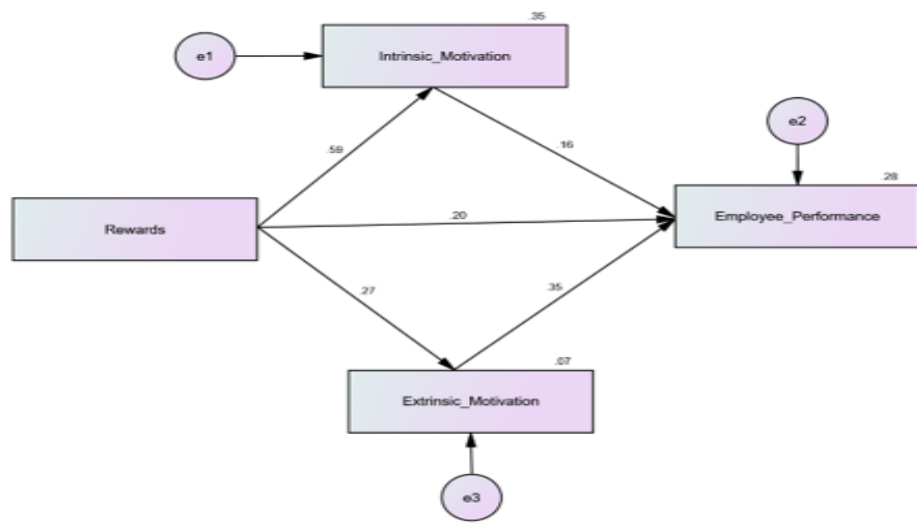 .35
e1
Intrinsic_Motivation
e2
.59
.16
.28
Rewards
.20
Employee_Performance
.27
.35
.07
Extrinsic_Motivation
e3